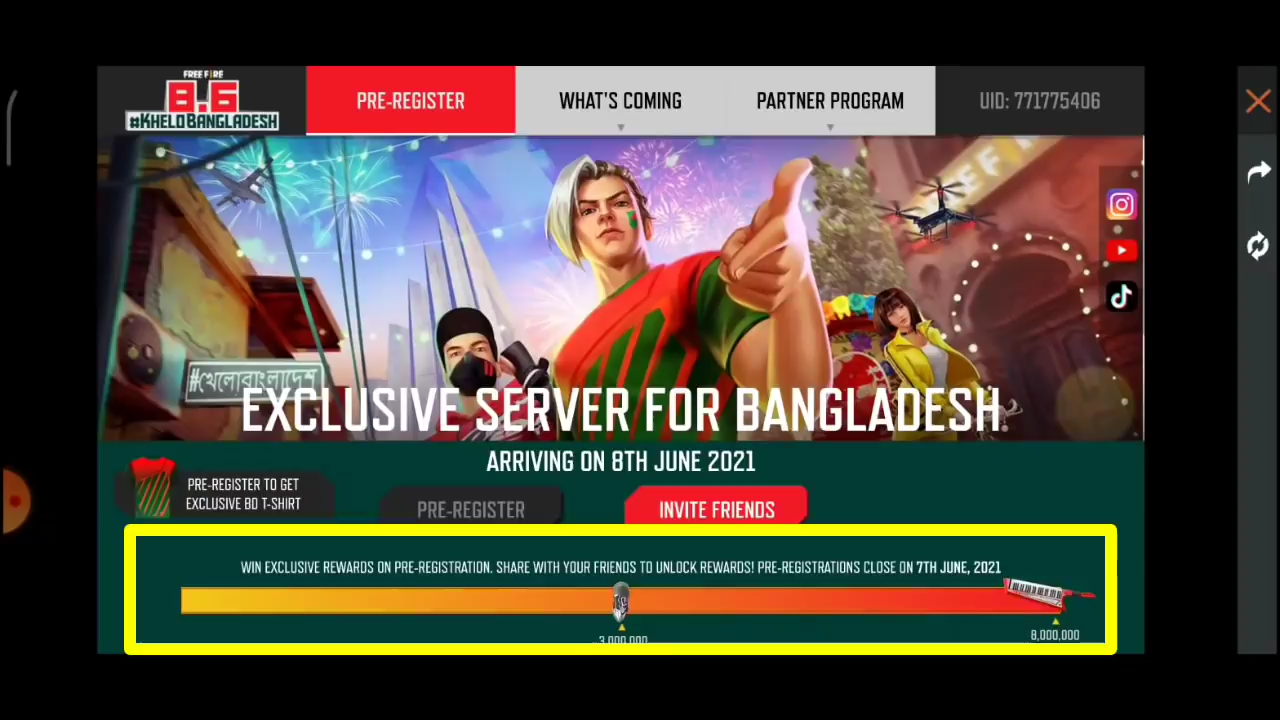 FREE FIRE
8.6
#KHELOBANGLADESH
PRE-REGISTER
WHAT'S COMING
PARTNER PROGRAM
UID: 771775406
#খেলোবাংলাদেশ
EXCLUSIVE SERVER FOR BANGLADESH
ARRIVING ON 8TH JUNE 2021
PRE-REGISTER TO GET
EXCLUSIVE BD T-SHIRT
PRE-REGISTER
INVITE FRIENDS
WIN EXCLUSIVE REWARDS ON PRE-REGISTRATION. SHARE WITH YOUR FRIENDS TO UNLOCK REWARDS! PRE-REGISTRATIONS CLOSE ON 7TH JUNE, 2021
3,000,000
8,000,000